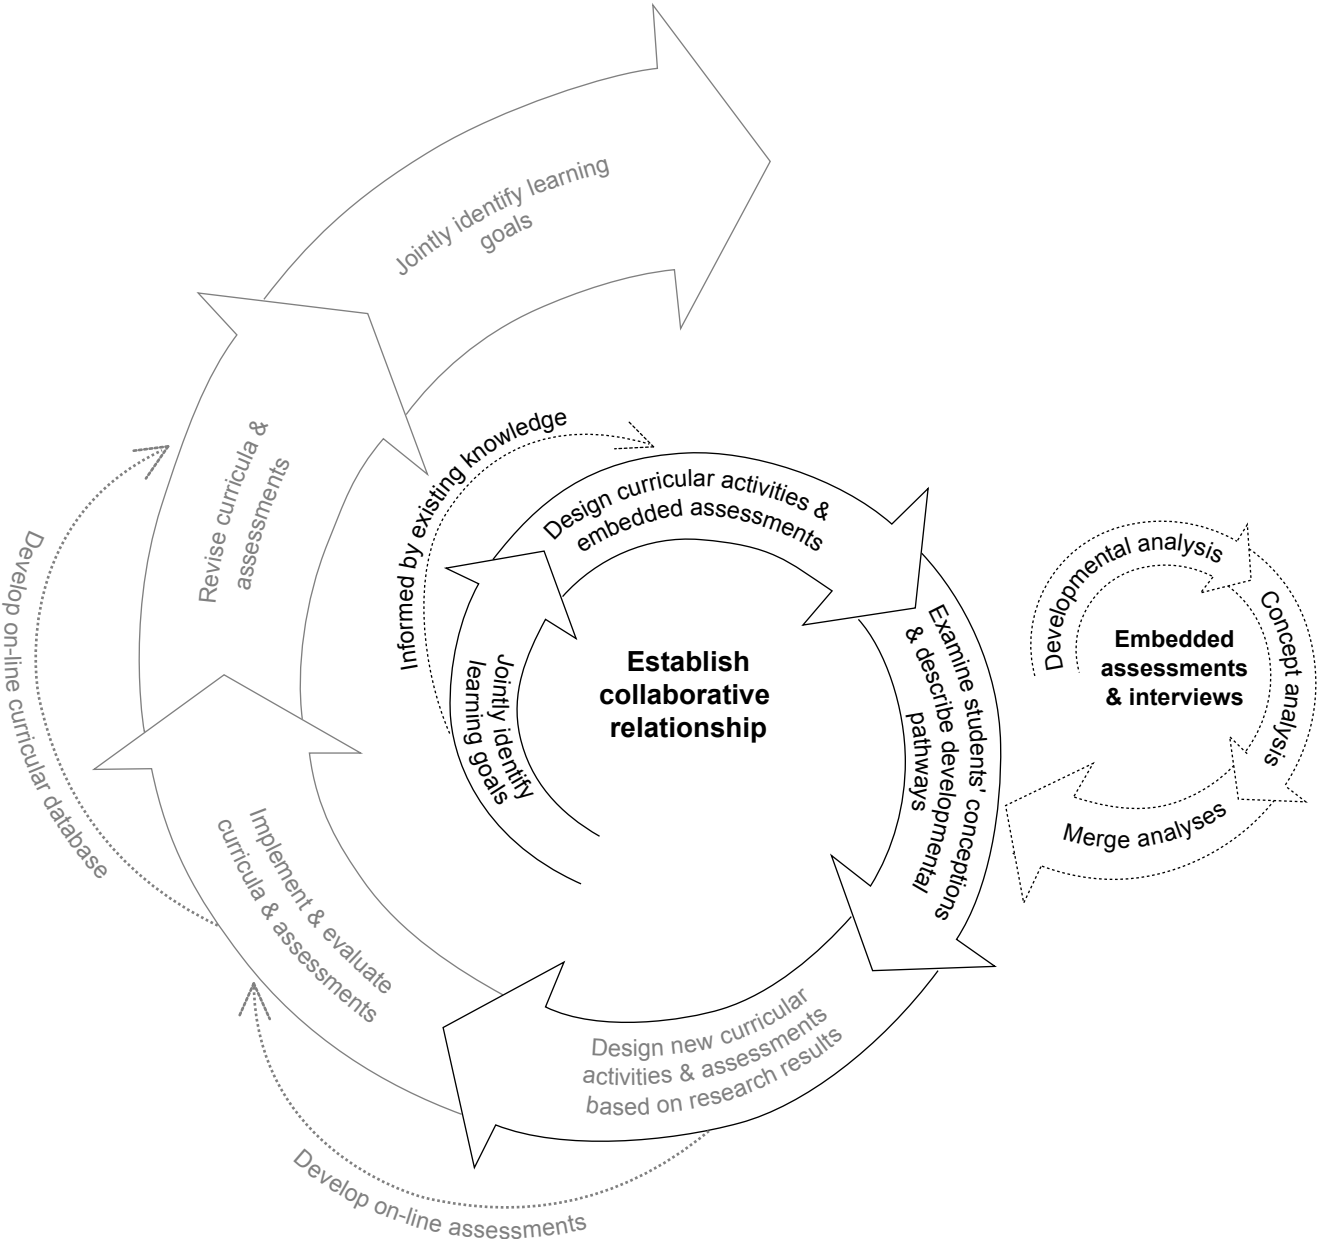 Jointly identify learning
goals
Revise curricula &
assessments
Informed by existing knowledge
Design curricular activities &
embedded assessments
Jointly identify
learning goals
Establish
collaborative
relationship
Examine students' conceptions
& describe developmental
pathways
Developmental analysis
Concept analysis
Merge analyses
Embedded
assessments
& interviews
Develop on-line curricular database
Implement & evaluate
curricula & assessments
Design new curricular
activities & assessments
based on research results
Develop on-line assessments